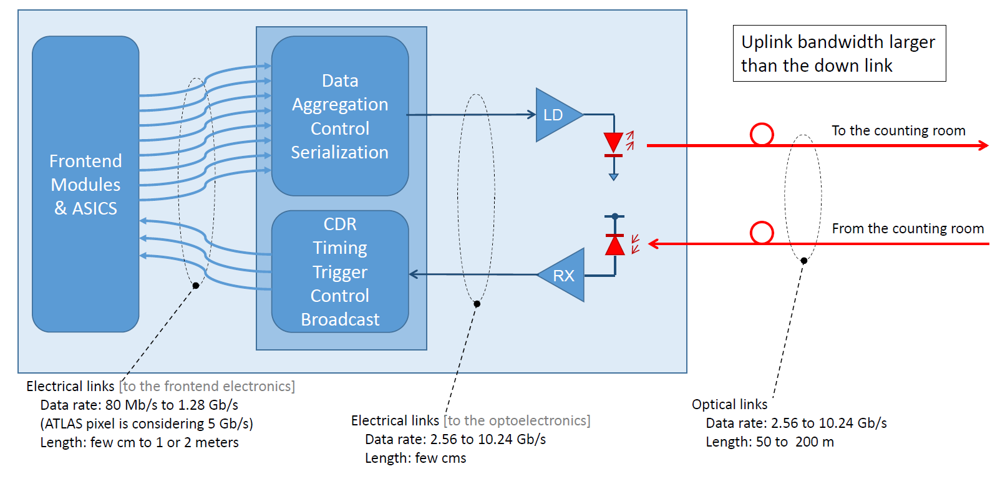 Uplink bandwidth larger
than the down link
Frontend
Modules
& ASICS
Data
Aggregation
Control
Serialization
LD
To the counting room
CDR
Timing
Trigger
Control
Broadcast
RX
From the counting room
Electrical links [to the frontend electronics]
Data rate: 80 Mb/s to 1.28 Gb/s
(ATLAS pixel is considering 5 Gb/s)
Length: few cm to 1 or 2 meters
Electrical links [to the optoelectronics]
Data rate: 2.56 to 10.24 Gb/s
Length: few cms
Optical links
Data rate: 2.56 to 10.24 Gb/s
Length: 50 to 200 m